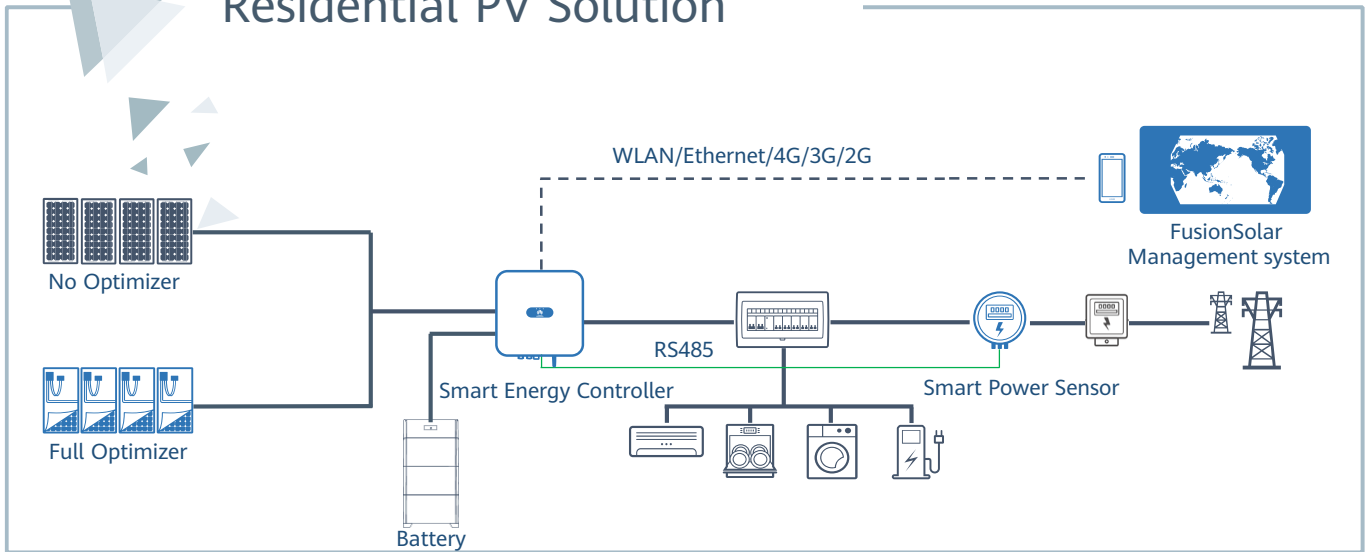 Residential PV Solution
WLAN/Ethernet/4G/3G/2G
FusionSolar
Management system
No Optimizer
RS485
Smart Energy Controller
Smart Power Sensor
Full Optimizer
Battery